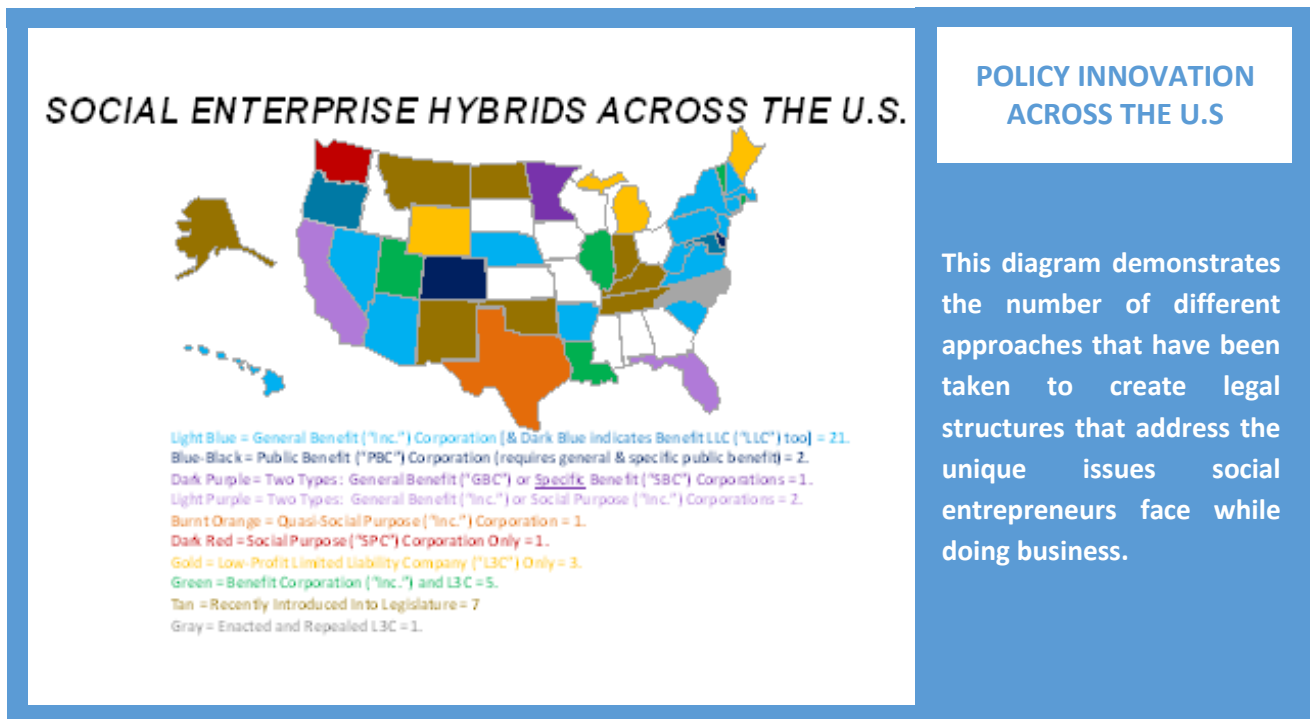 SOCIAL ENTERPRISE HYBRIDS ACROSS THE U.S.
Light Blue = General Benefit ("Inc.") Corporation [& Dark Blue indicates Benefit LLC ("LLC") too] = 21.
Blue-Black = Public Benefit ("PBC") Corporation (requires general & specific public benefit) = 2.
Dark Purple = Two Types: General Benefit ("GBC") or Specific Benefit ("SBC") Corporations = 1.
Light Purple = Two Types: General Benefit ("Inc.") or Social Purpose ("Inc.") Corporations = 2.
Burnt Orange = Quasi-Social Purpose ("Inc.") Corporation = 1.
Dark Red = Social Purpose ("SPC") Corporation Only = 1.
Gold = Low-Profit Limited Liability Company ("L3C") Only = 3.
Green = Benefit Corporation ("Inc.") and L3C = 5.
Tan = Recently Introduced Into Legislature = 7
Gray = Enacted and Repealed L3C = 1.
POLICY INNOVATION
ACROSS THE U.S
This diagram demonstrates
the number of different
approaches that have been
taken to create legal
structures that address the
unique issues social
entrepreneurs face while
doing business.